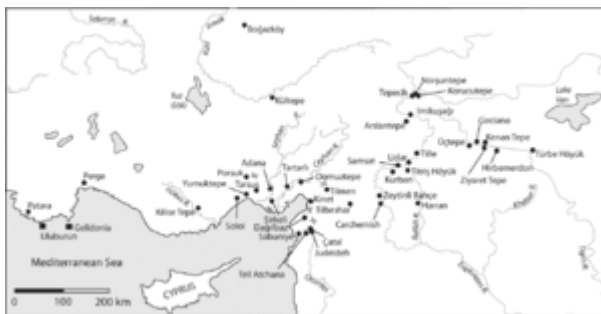 Boğazköy
Norşuntepe
Tepecik
Korucutepe
Lake
Van
Tuz
Gölü
Kültepe
İmikuşağı
Arslantepe
Giricano
Üçtepe
Kenan Tepe
Adana
Tatarlı
Tille
Lidar
Samsat
Hirbemerdon
Türbe Höyük
Porsuk
Domuztepe
Titriş Höyük
Ziyaret Tepe
Perge
Yumuktepe
Tarsus
Tilmen
Kurban
Zeytinli Bahçe
Patara
Kilise Tepe
Soloi
Kinet
Tilbeshar
Harran
Gelidonia
Uluburun
Dağılbaz
Sabuniye
Carchemish
Çatal
Judeideh
Mediterranean Sea
Tell Atchana
CYPRUS
0 100 200 km